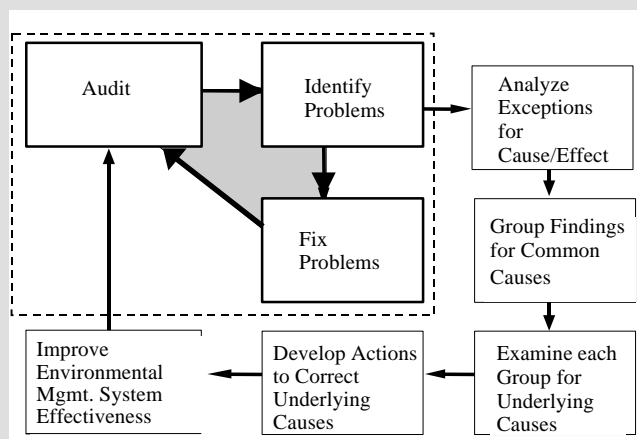 Audit
Identify
Problems
Fix
Problems
Analyze
Exceptions
for
Cause/Effect
Group Findings
for Common
Causes
Examine each
Group for
Underlying
Causes
Develop Actions
to Correct
Underlying
Causes
Improve
Environmental
Mgmt. System
Effectiveness